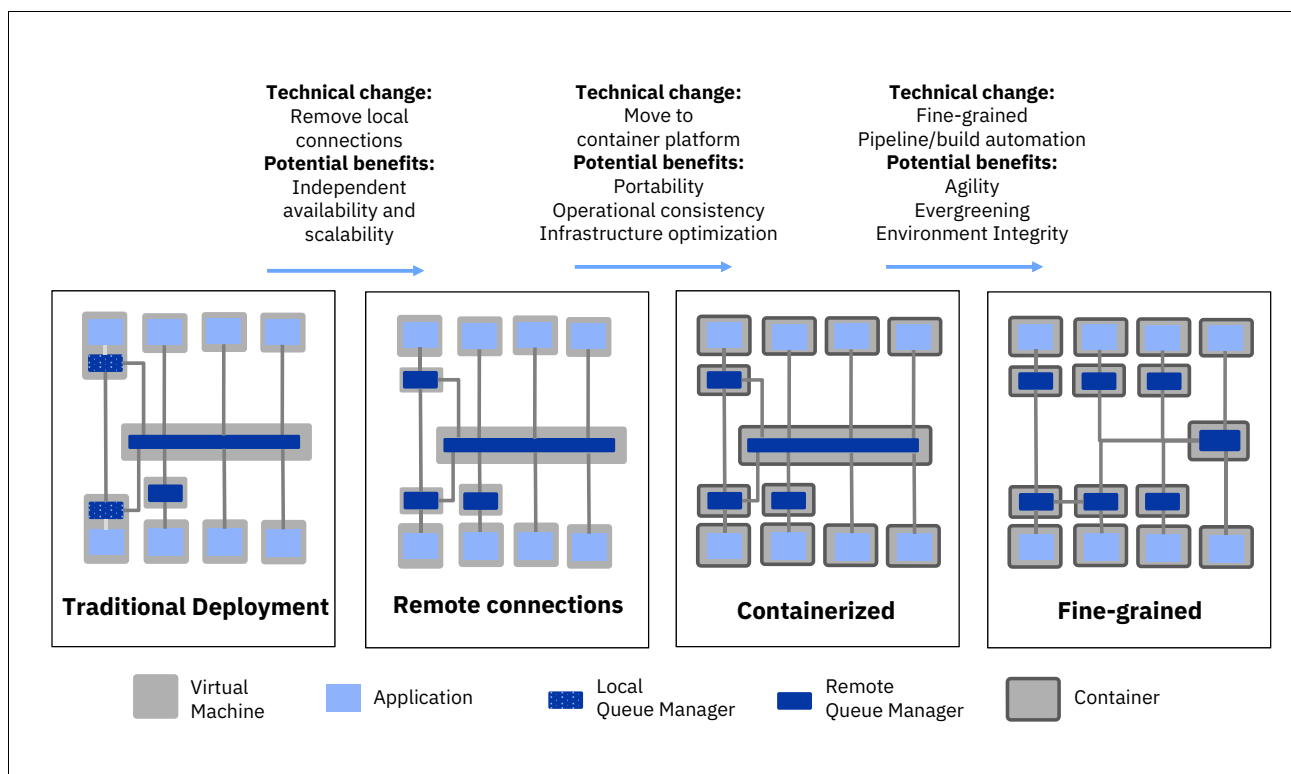 Technical change:
Remove local
connections
Potential benefits:
Independent
availability and
scalability
Technical change:
Move to
container platform
Potential benefits:
Portability
Operational consistency
Infrastructure optimization
Technical change:
Fine-grained
Pipeline/build automation
Potential benefits:
Agility
Evergreening
Environment Integrity
Traditional Deployment
Remote connections
Containerized
Fine-grained
Virtual
Machine
Application
Local
Queue Manager
Remote
Queue Manager
Container